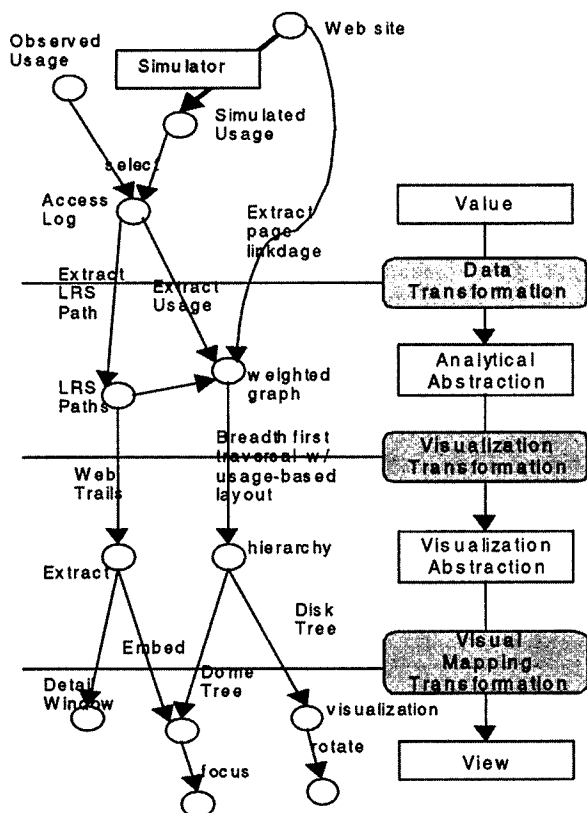 Web site
Observed
Usage
Simulator
Simulated
Usage
select
Access
Log
Extract
page
linkdage
Value
Extract
LRS
Path
Extract
Usage
Data
Transformation
LRS
Paths
weighted
graph
Analytical
Abstraction
Breadth first
traversal w/
usage-based
layout
Visualization
Transformation
Web
Trails
Extract
hierarchy
Visualization
Abstraction
Disk
Tree
Embed
Dome
Tree
Visual
Mapping
Transformation
Detail
Window
visualization
rotate
focus
View